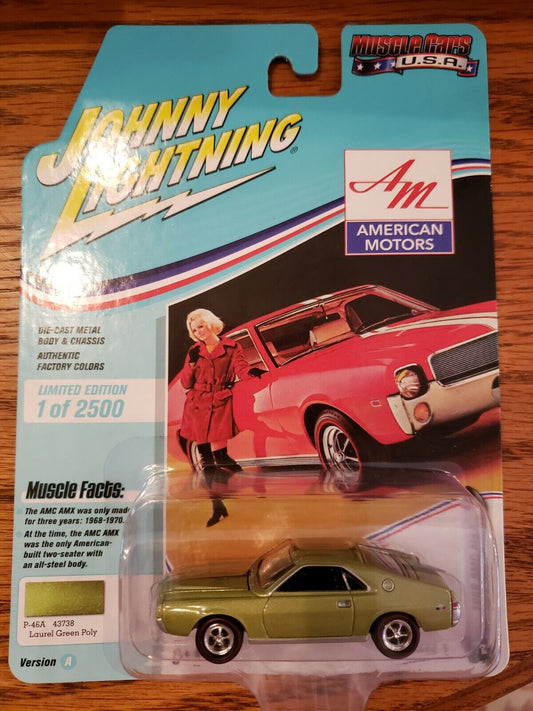 Muscle Cars
U.S.A.
JOHNNY
LIGHTNING®
AM
AMERICAN
MOTORS
DIE-CAST METAL
BODY & CHASSIS
AUTHENTIC
FACTORY COLORS
LIMITED EDITION
1 of 2500
Muscle Facts:
The AMC AMX was only made
for three years: 1968-1970.
At the time, the AMC AMX
was the only American-
built two-seater with
an all-steel body.
P-46A 43738
Laurel Green Poly
Version A